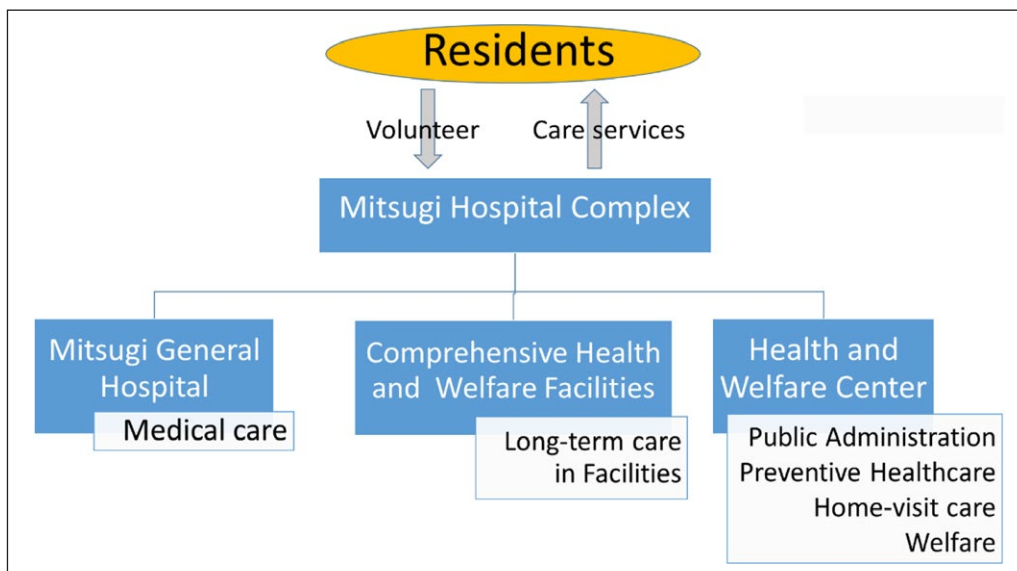 Residents
Volunteer
Care services
Mitsugi Hospital Complex
Mitsugi General
Hospital
Medical care
Comprehensive Health
and Welfare Facilities
Long-term care
in Facilities
Health and
Welfare Center
Public Administration
Preventive Healthcare
Home-visit care
Welfare